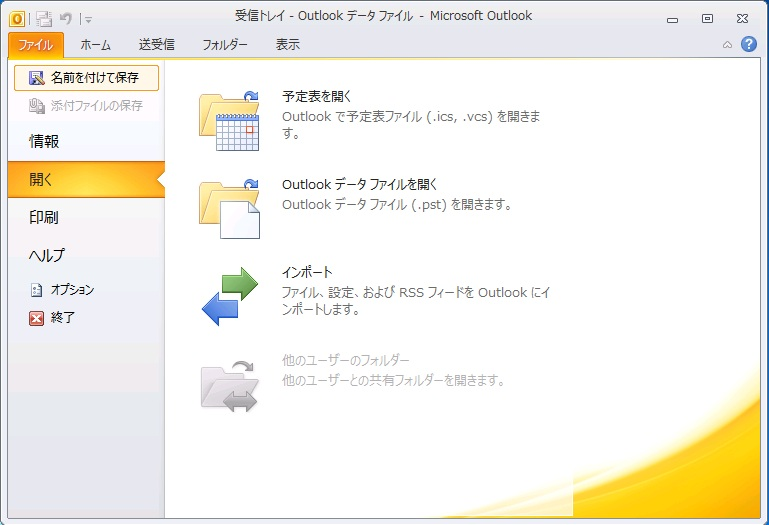 受信トレイ - Outlook データ ファイル - Microsoft Outlook
ファイル ホーム 送受信 フォルダー 表示
名前を付けて保存
添付ファイルの保存
情報
開く
印刷
ヘルプ
オプション
終了
予定表を開く
Outlook で予定表ファイル (.ics, .vcs) を開きま
す。
Outlook データ ファイルを開く
Outlook データ ファイル (.pst) を開きます。
インポート
ファイル、設定、および RSS フィードを Outlook にイ
ンポートします。
他のユーザーのフォルダー
他のユーザーとの共有フォルダーを開きます。